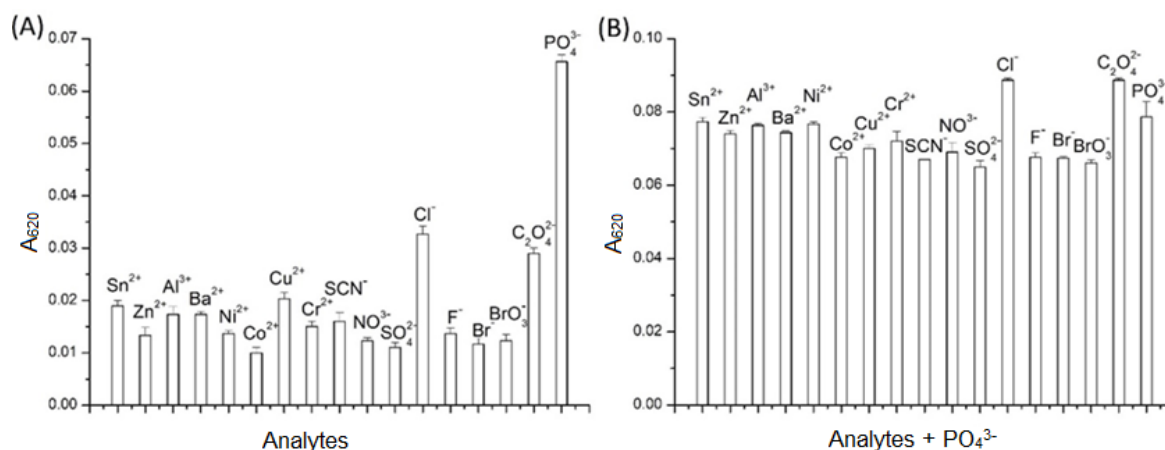 (A)
A₆₂₀
0.07
0.06
0.05
0.04
0.03
0.02
0.01
0.00
Sn²⁺
Zn²⁺
Al³⁺
Ba²⁺
Ni²⁺
Co²⁺
Cu²⁺
Cr²⁺
SCN⁻
NO³⁻
SO₄²⁻
Cl⁻
F⁻
Br⁻
BrO₃⁻
C₂O₄²⁻
PO₄³⁻
Analytes
(B)
A₆₂₀
0.10
0.08
0.06
0.04
0.02
0.00
Sn²⁺
Zn²⁺
Al³⁺
Ba²⁺
Ni²⁺
Co²⁺
Cu²⁺
Cr²⁺
SCN⁻
NO³⁻
SO₄²⁻
Cl⁻
F⁻
Br⁻
BrO₃⁻
C₂O₄²⁻
PO₄³⁻
Analytes + PO₄³⁻